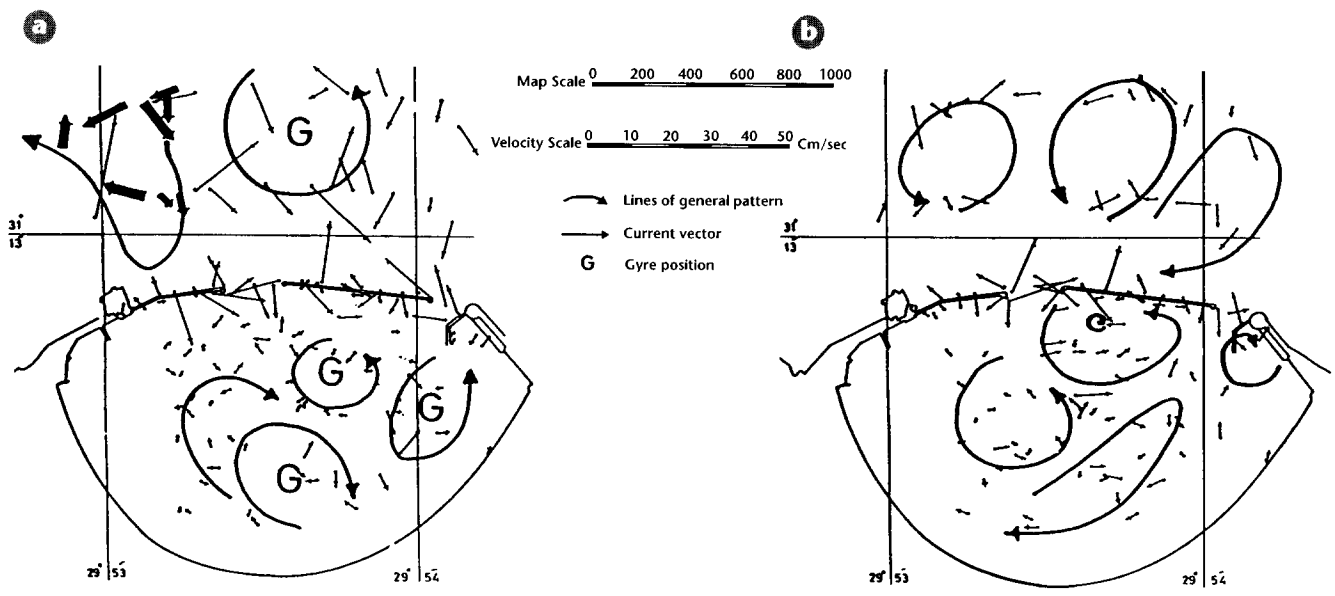 a
b
Map Scale 0 200 400 600 800 1000
Velocity Scale 0 10 20 30 40 50 Cm/sec
Lines of general pattern
Current vector
G Gyre position
G
G
G
G
31°
13'
29° 53'
29° 54'
31°
13'
G
29° 53'
29° 54'